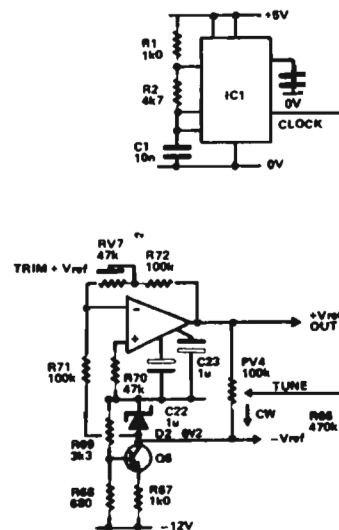 +5V
R1
1k0
R2
4k7
IC1
0V
CLOCK
C1
10n
0V
RV7
47k
R72
100k
TRIM + Vref
-
+
+Vref
OUT
C23
1u
R71
100k
R70
47k
PV4
100k
TUNE
C22
1u
CW
R66
470k
D2 6V2
-Vref
R69
3k3
Q6
R68
680
R67
1k0
-12V